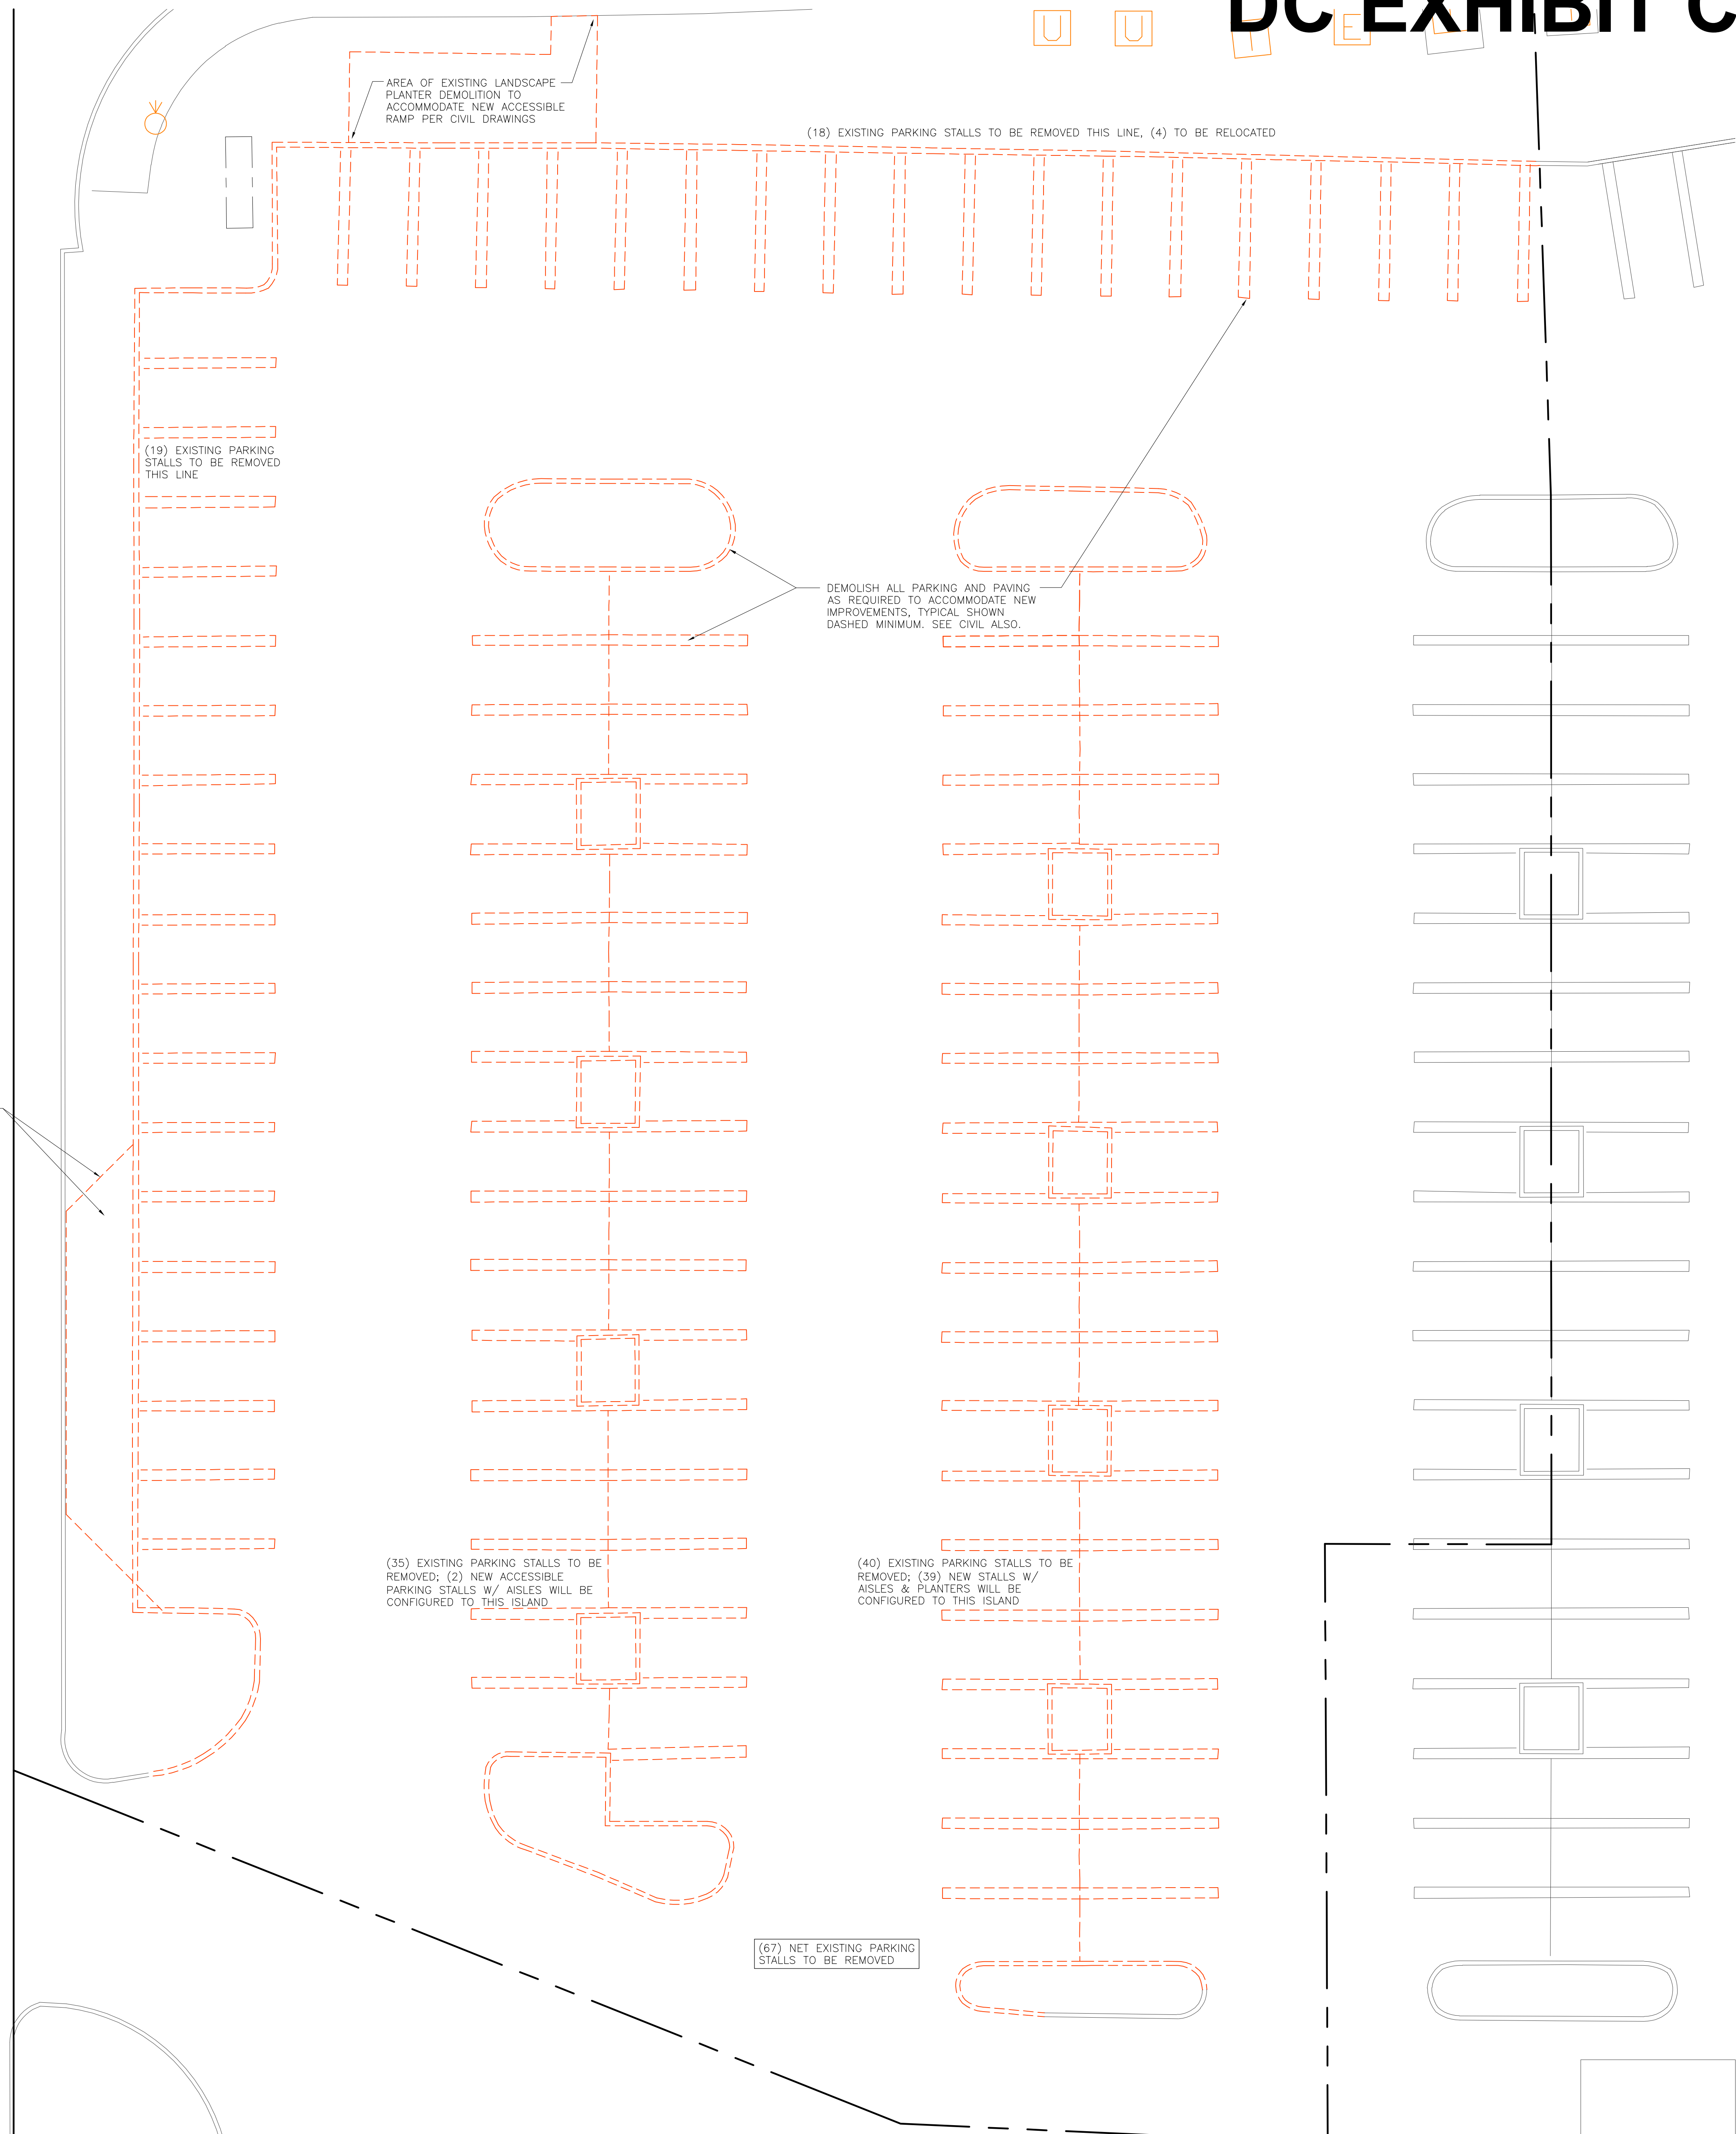 DC EXHIBIT C
U
U
T
E
AREA OF EXISTING LANDSCAPE
PLANTER DEMOLITION TO
ACCOMMODATE NEW ACCESSIBLE
RAMP PER CIVIL DRAWINGS
(18) EXISTING PARKING STALLS TO BE REMOVED THIS LINE, (4) TO BE RELOCATED
(19) EXISTING PARKING
STALLS TO BE REMOVED
THIS LINE
DEMOLISH ALL PARKING AND PAVING
AS REQUIRED TO ACCOMMODATE NEW
IMPROVEMENTS, TYPICAL SHOWN
DASHED MINIMUM. SEE CIVIL ALSO.
(35) EXISTING PARKING STALLS TO BE
REMOVED; (2) NEW ACCESSIBLE
PARKING STALLS W/ AISLES WILL BE
CONFIGURED TO THIS ISLAND
(40) EXISTING PARKING STALLS TO BE
REMOVED; (39) NEW STALLS W/
AISLES & PLANTERS WILL BE
CONFIGURED TO THIS ISLAND
(67) NET EXISTING PARKING
STALLS TO BE REMOVED